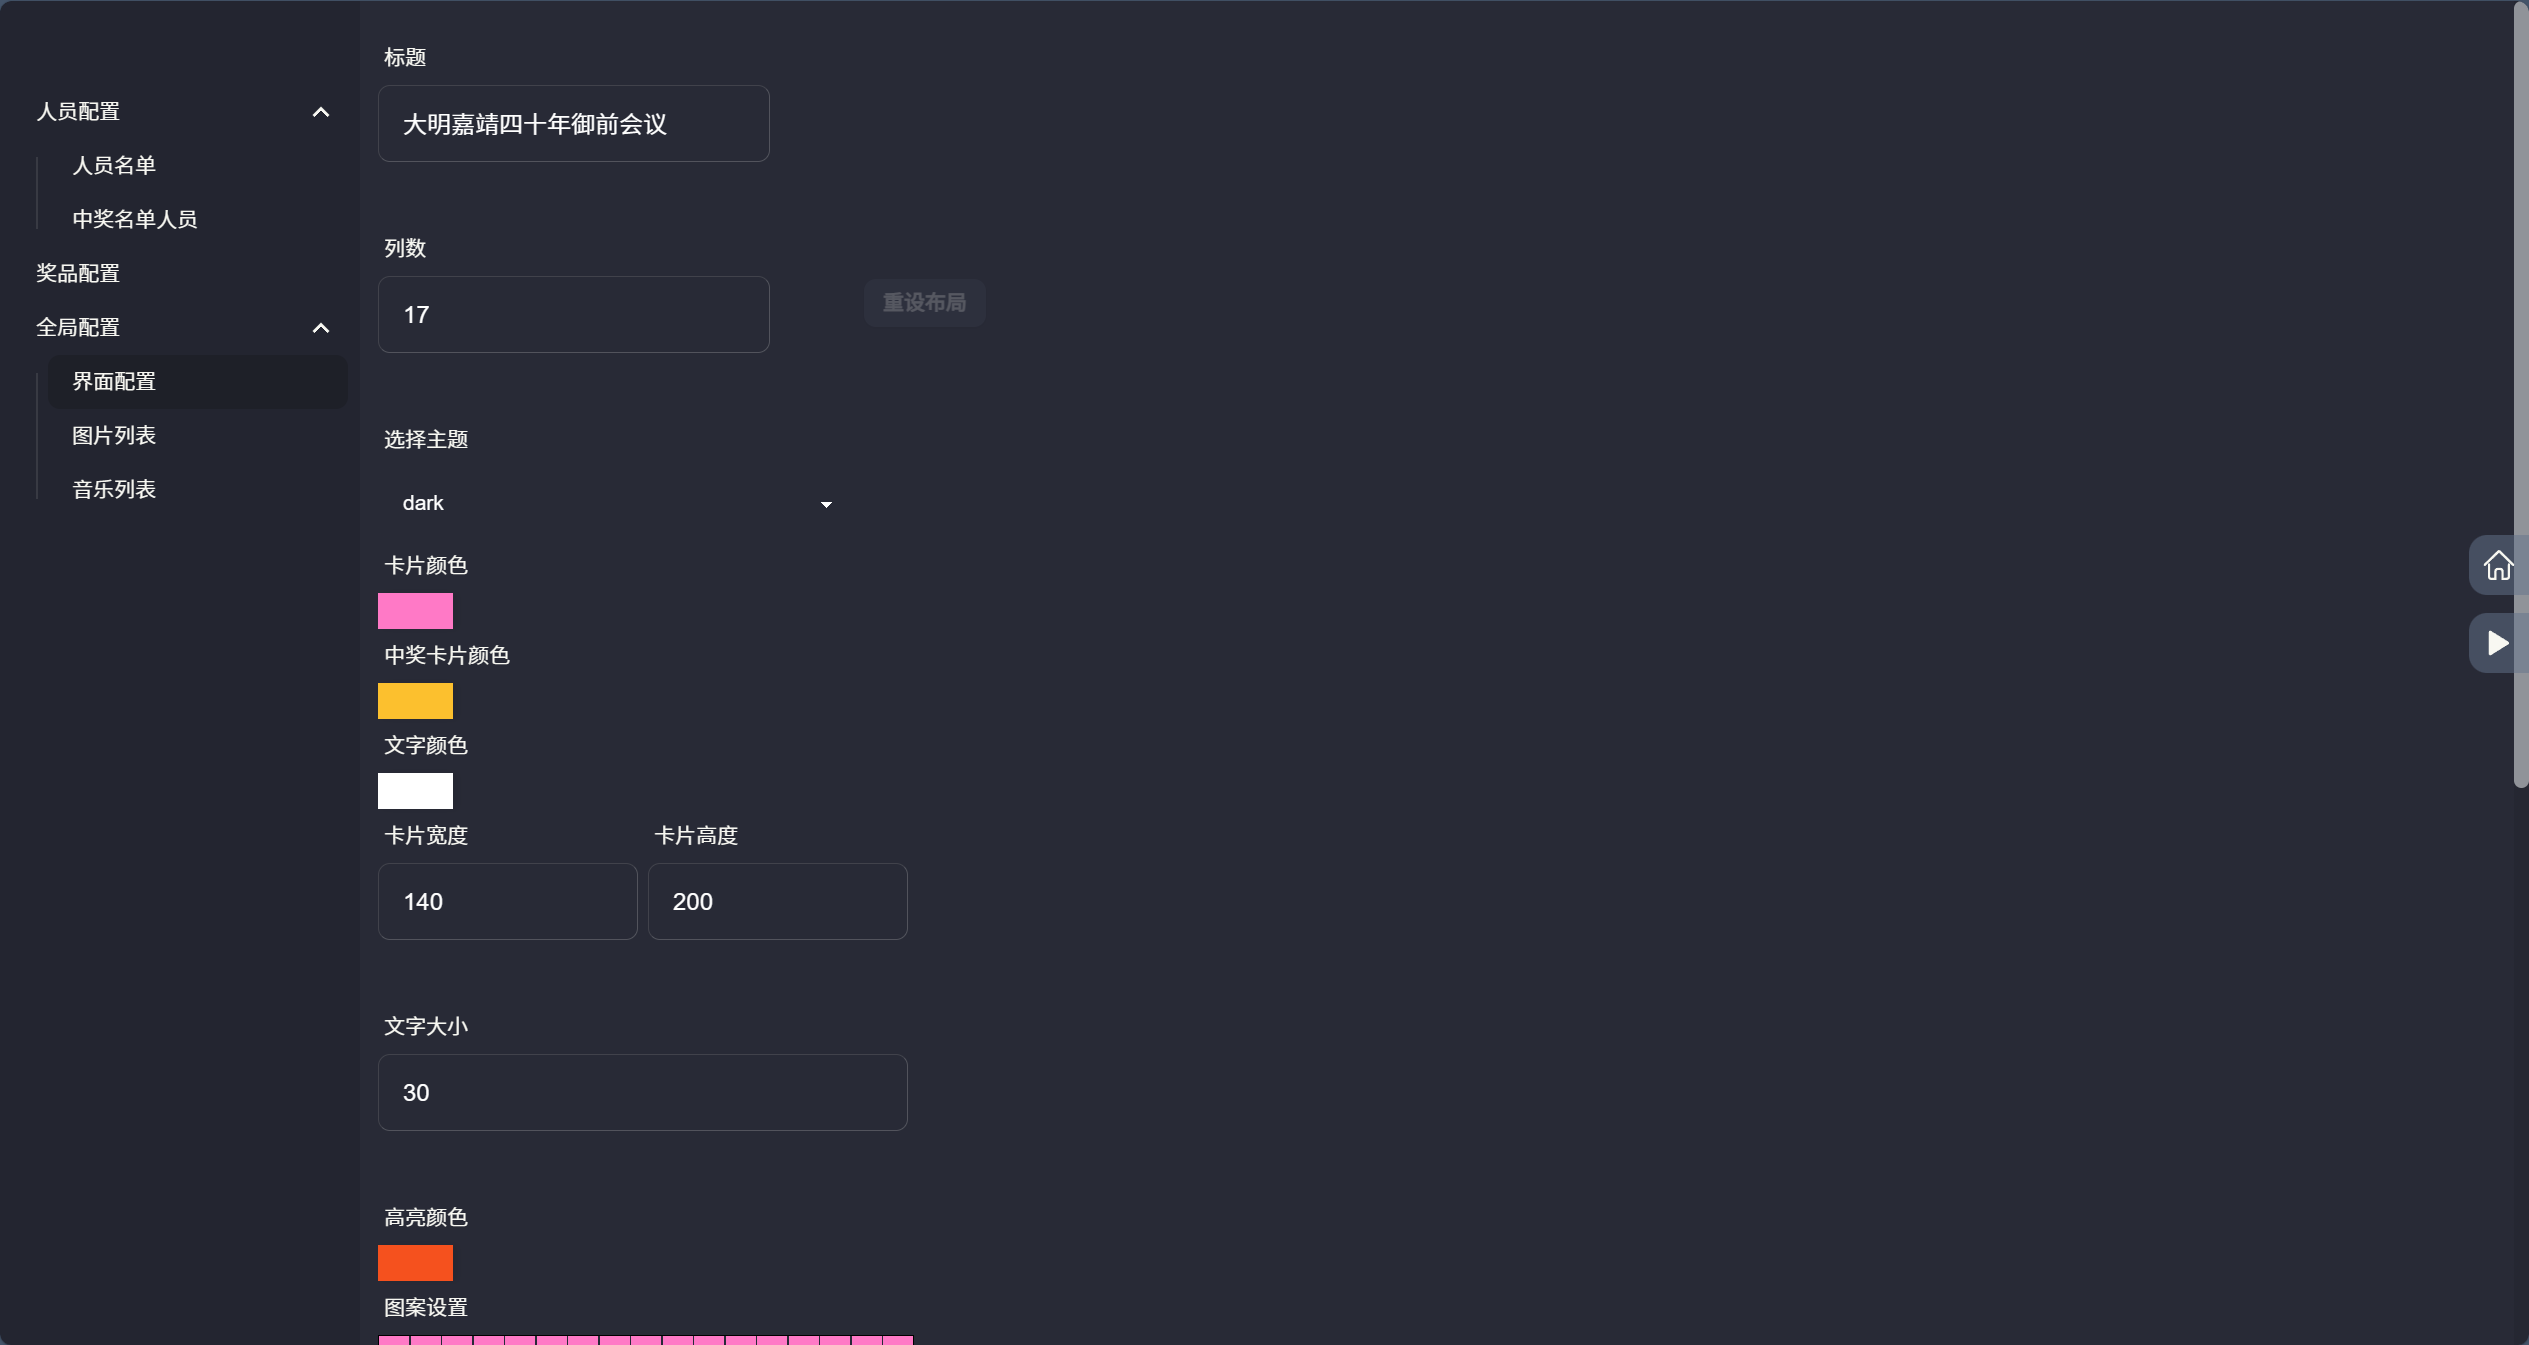 人员配置
人员名单
中奖名单人员
奖品配置
全局配置
界面配置
图片列表
音乐列表
标题
大明嘉靖四十年御前会议
列数
17
重设布局
选择主题
dark
卡片颜色
中奖卡片颜色
文字颜色
卡片宽度
卡片高度
140
200
文字大小
30
高亮颜色
图案设置